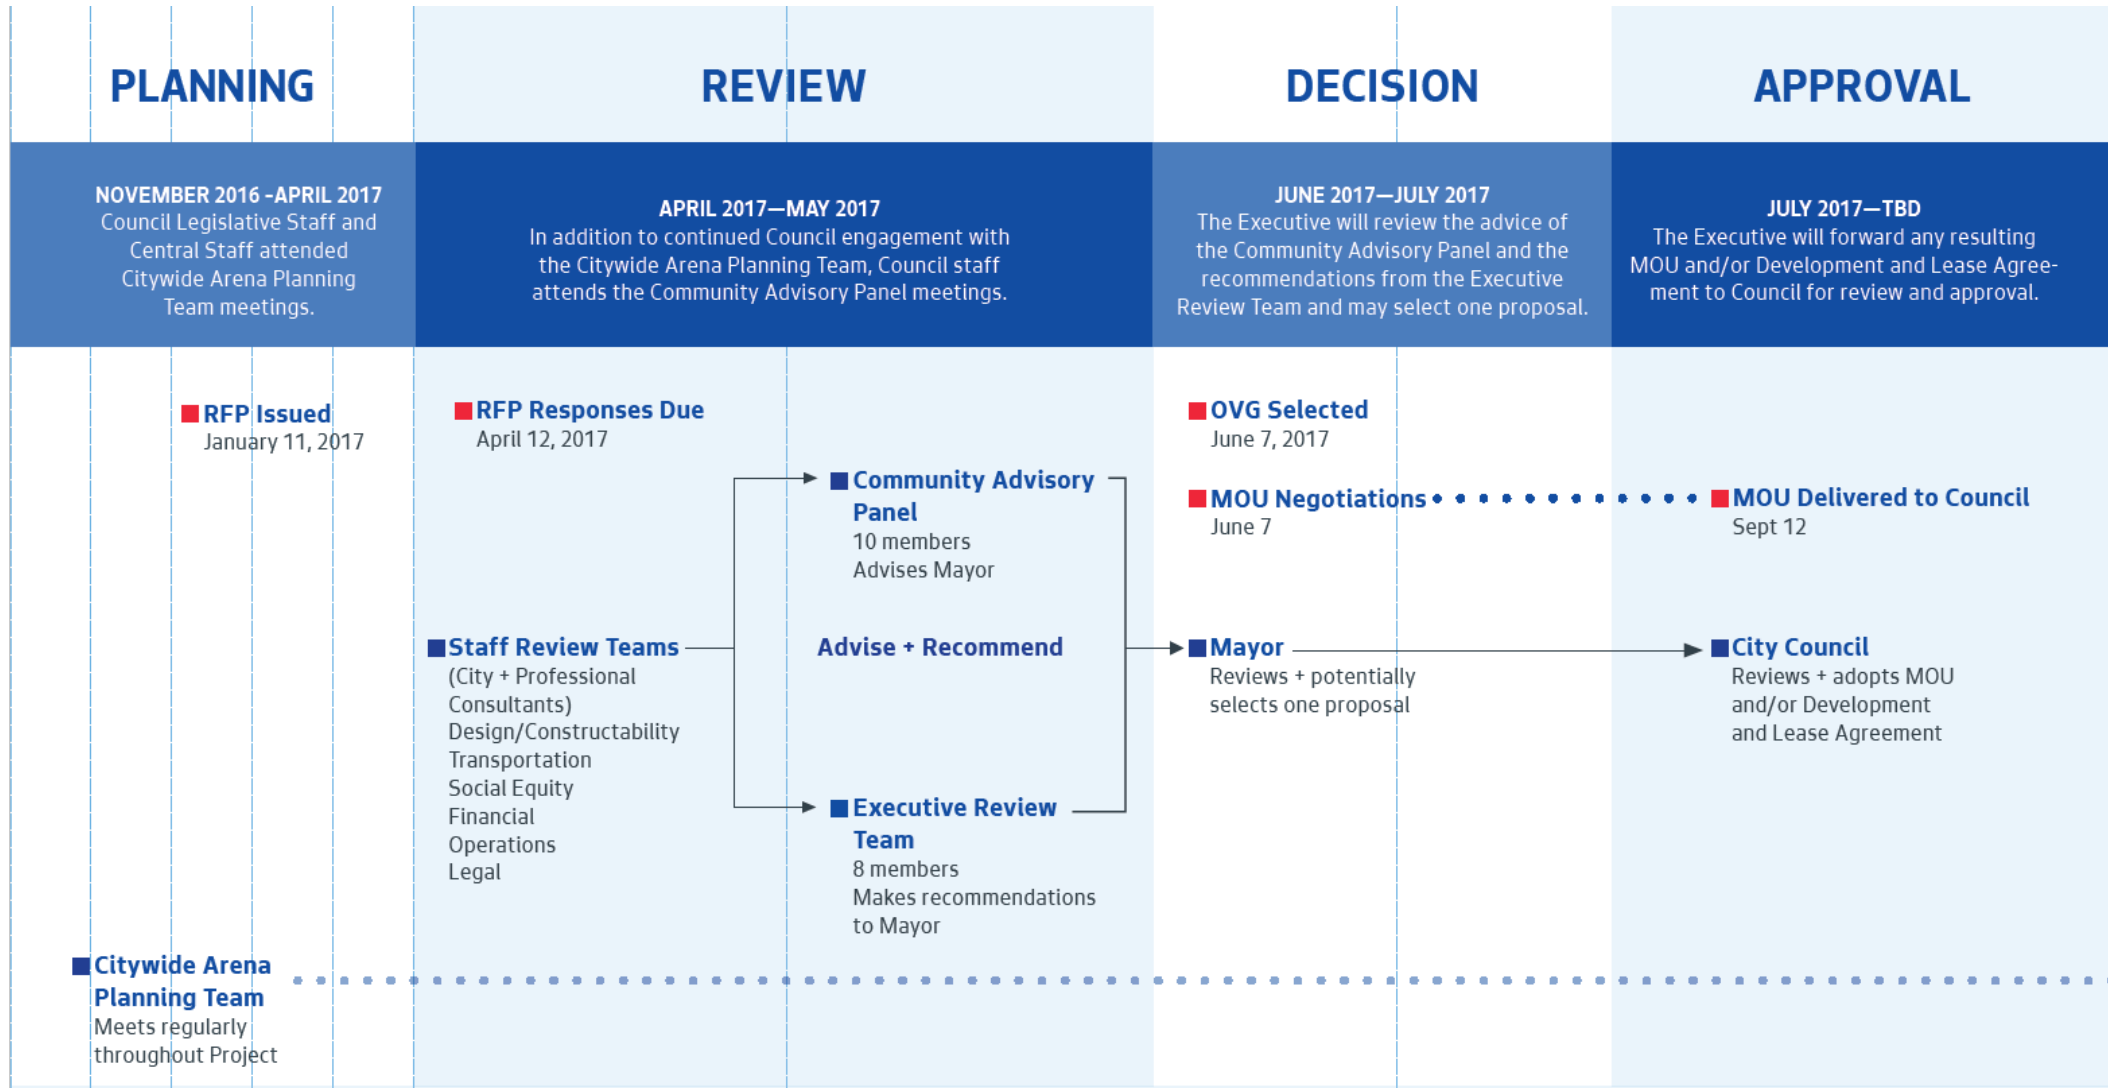 PLANNING
REVIEW
DECISION
APPROVAL
NOVEMBER 2016 -APRIL 2017
Council Legislative Staff and
Central Staff attended
Citywide Arena Planning
Team meetings.
APRIL 2017—MAY 2017
In addition to continued Council engagement with
the Citywide Arena Planning Team, Council staff
attends the Community Advisory Panel meetings.
JUNE 2017—JULY 2017
The Executive will review the advice of
the Community Advisory Panel and the
recommendations from the Executive
Review Team and may select one proposal.
JULY 2017—TBD
The Executive will forward any resulting
MOU and/or Development and Lease Agree-
ment to Council for review and approval.
RFP Issued
January 11, 2017
RFP Responses Due
April 12, 2017
OVG Selected
June 7, 2017
Community Advisory
Panel
10 members
Advises Mayor
MOU Negotiations
June 7
MOU Delivered to Council
Sept 12
Staff Review Teams
(City + Professional
Consultants)
Design/Constructability
Transportation
Social Equity
Financial
Operations
Legal
Advise + Recommend
Mayor
Reviews + potentially
selects one proposal
City Council
Reviews + adopts MOU
and/or Development
and Lease Agreement
Executive Review
Team
8 members
Makes recommendations
to Mayor
Citywide Arena
Planning Team
Meets regularly
throughout Project